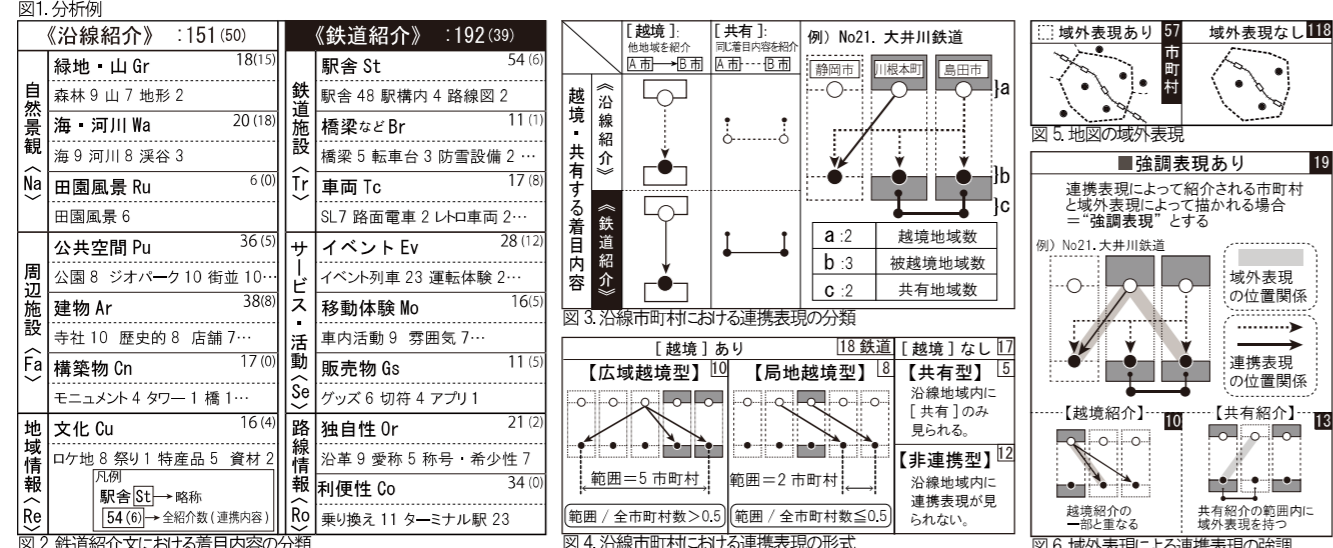 図1. 分析例
《沿線紹介》 :151 (50)
自然景観〈Na〉
緑地・山 Gr 18(15)
森林 9 山 7 地形 2
海・河川 Wa 20 (18)
海 9 河川 8 渓谷 3
田園風景 Ru 6 (0)
田園風景 6
周辺施設〈Fa〉
公共空間 Pu 36(5)
公園 8 ジオパーク 10 街並 10…
建物 Ar 38(8)
寺社 10 歴史的 8 店舗 7…
構築物 Cn 17 (0)
モニュメント 4 タワー 1 橋 1…
地域情報〈Re〉
文化 Cu 16 (4)
ロケ地 8 祭り 1 特産品 5 資材 2
凡例
駅舎 St → 略称
54 (6) → 全紹介数 ( 連携内容 )
《鉄道紹介》 :192 (39)
鉄道施設〈Tr〉
駅舎 St 54 (6)
駅舎 48 駅構内 4 路線図 2
橋梁など Br 11 (1)
橋梁 5 転車台 3 防雪設備 2 …
車両 Tc 17 (8)
SL7 路面電車 2 レトロ車両 2…
サービス・活動〈Se〉
イベント Ev 28 (12)
イベント列車 23 運転体験 2…
移動体験 Mo 16(5)
車内活動 9 雰囲気 7…
販売物 Gs 11 (5)
グッズ 6 切符 4 アプリ 1
路線情報〈Ro〉
独自性 Or 21 (2)
沿革 9 愛称 5 称号・希少性 7
利便性 Co 34 (0)
乗り換え 11 ターミナル駅 23
図 2. 鉄道紹介文における着目内容の分類
[ 越境 ]:
他地域を紹介
A 市 → B 市
[ 共有 ]:
同じ着目内容を紹介
A 市 B 市
越境・共有する着目内容
《沿線紹介》
《鉄道紹介》
例）No21. 大井川鉄道
静岡市 川根本町 島田市
a
b
c
a :2 越境地域数
b :3 被越境地域数
c :2 共有地域数
図 3. 沿線市町村における連携表現の分類
[ 越境 ] あり 18 鉄道
【広域越境型】 10
範囲＝5 市町村
範囲 / 全市町村数＞0.5
【局地越境型】 8
範囲＝2 市町村
範囲 / 全市町村数≦0.5
[ 越境 ] なし 17
【共有型】 5
沿線地域内に
[ 共有 ] のみ
見られる。
【非連携型】 12
沿線地域内に
連携表現が見
られない。
図 4. 沿線市町村における連携表現の形式
域外表現あり 57
市町村
域外表現なし 118
図 5. 地図の域外表現
■強調表現あり 19
連携表現によって紹介される市町村
と域外表現によって描かれる場合
＝“強調表現” とする
例）No21. 大井川鉄道
域外表現
の位置関係
連携表現
の位置関係
【越境紹介】 10
越境紹介の
一部と重なる
【共有紹介】 13
共有紹介の範囲内に
域外表現を持つ
図 6. 域外表現による連携表現の強調